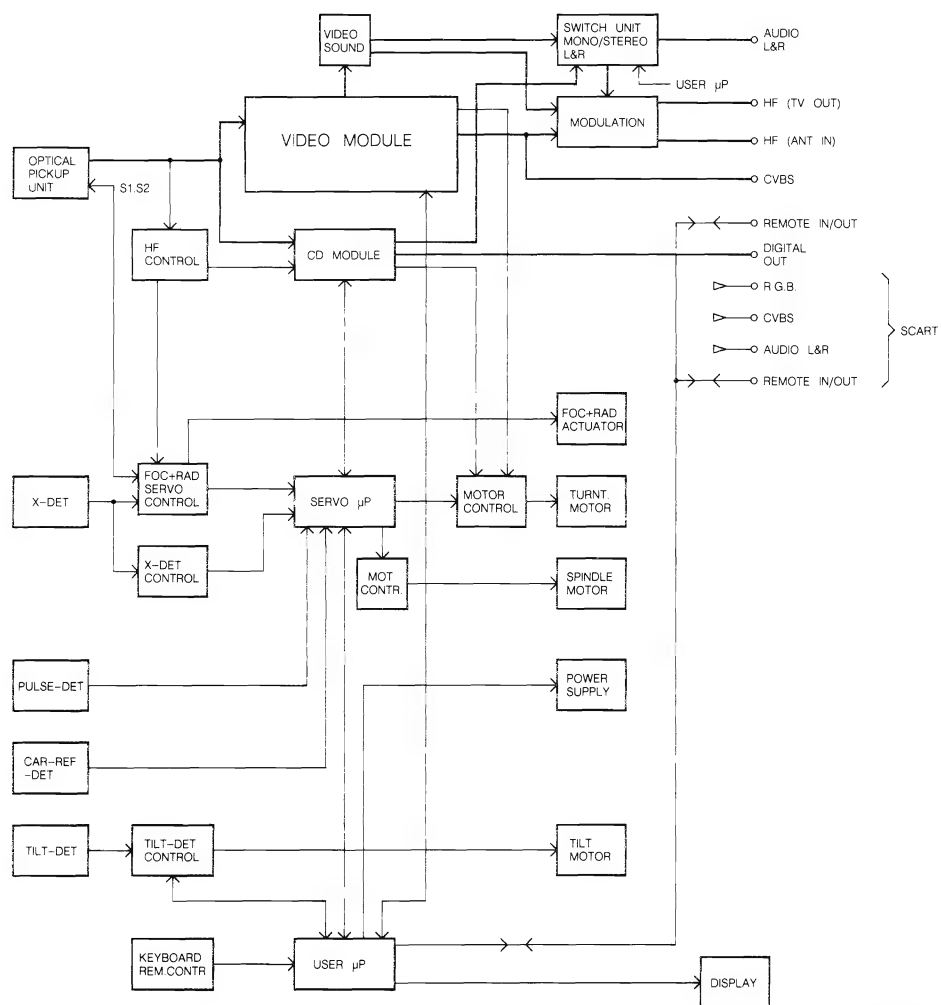 VIDEO
SOUND
SWITCH UNIT
MONO/STEREO
L&R
AUDIO
L&R
USER µP
HF (TV OUT)
MODULATION
HF (ANT IN)
VIDEO MODULE
OPTICAL
PICKUP
UNIT
S1.S2
CVBS
REMOTE IN/OUT
HF
CONTROL
CD MODULE
DIGITAL
OUT
R.G.B.
CVBS
SCART
AUDIO L&R
REMOTE IN/OUT
FOC+RAD
ACTUATOR
X-DET
FOC+RAD
SERVO
CONTROL
SERVO µP
MOTOR
CONTROL
TURNT.
MOTOR
X-DET
CONTROL
MOT
CONTR.
SPINDLE
MOTOR
PULSE-DET
POWER
SUPPLY
CAR-REF
-DET
TILT-DET
TILT-DET
CONTROL
TILT
MOTOR
KEYBOARD
REM.CONTR
USER µP
DISPLAY